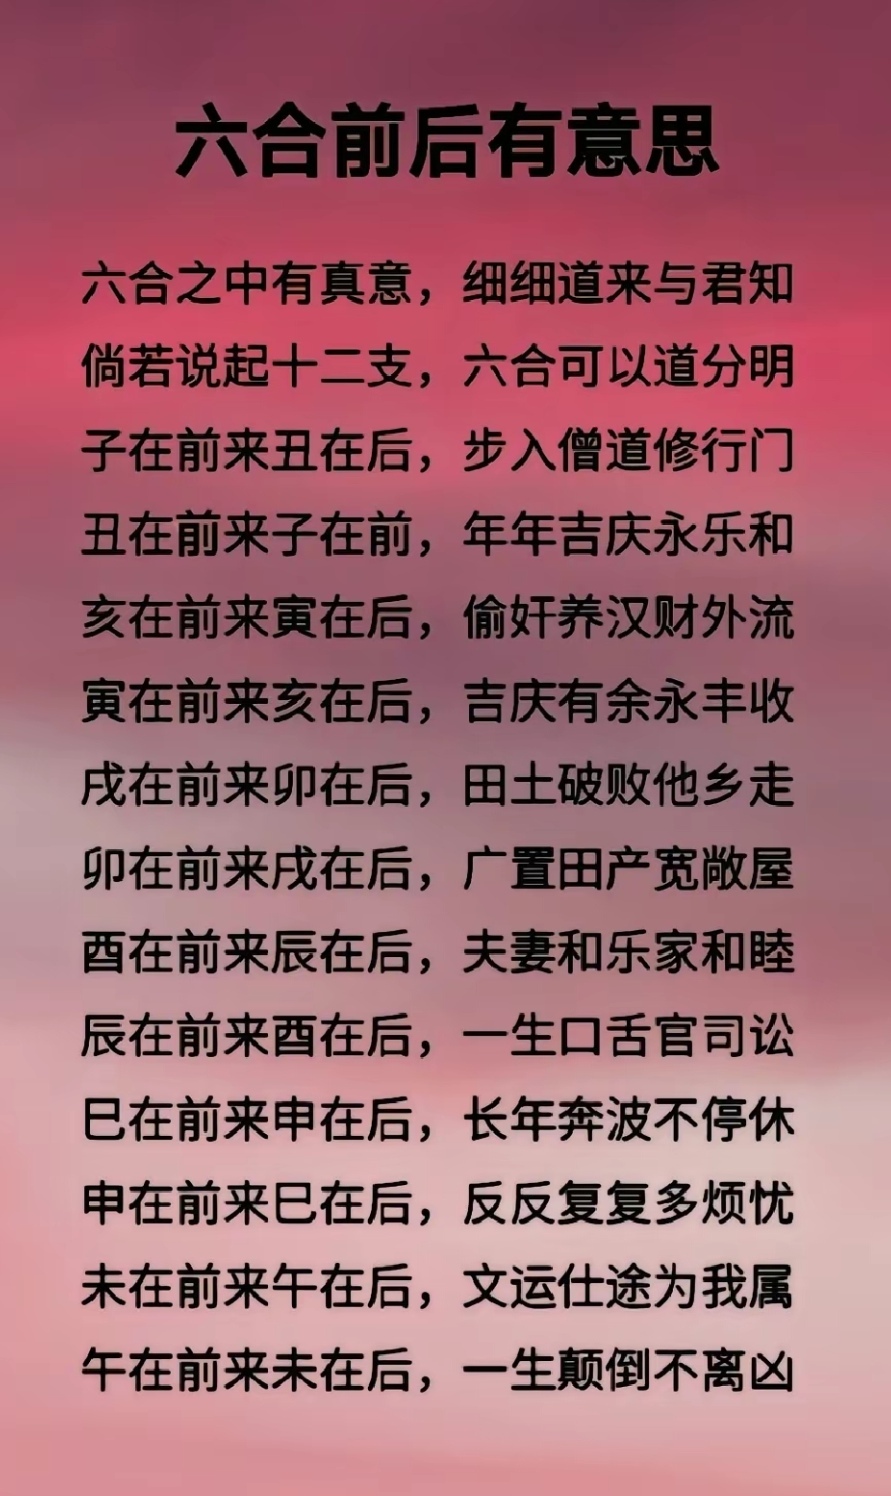 六合前后有意思
六合之中有真意，细细道来与君知
倘若说起十二支，六合可以道分明
子在前来丑在后，步入僧道修行门
丑在前来子在前，年年吉庆永乐和
亥在前来寅在后，偷奸养汉财外流
寅在前来亥在后，吉庆有余永丰收
戌在前来卯在后，田土破败他乡走
卯在前来戌在后，广置田产宽敞屋
酉在前来辰在后，夫妻和乐家和睦
辰在前来酉在后，一生口舌官司讼
巳在前来申在后，长年奔波不停休
申在前来巳在后，反反复复多烦忧
未在前来午在后，文运仕途为我属
午在前来未在后，一生颠倒不离凶